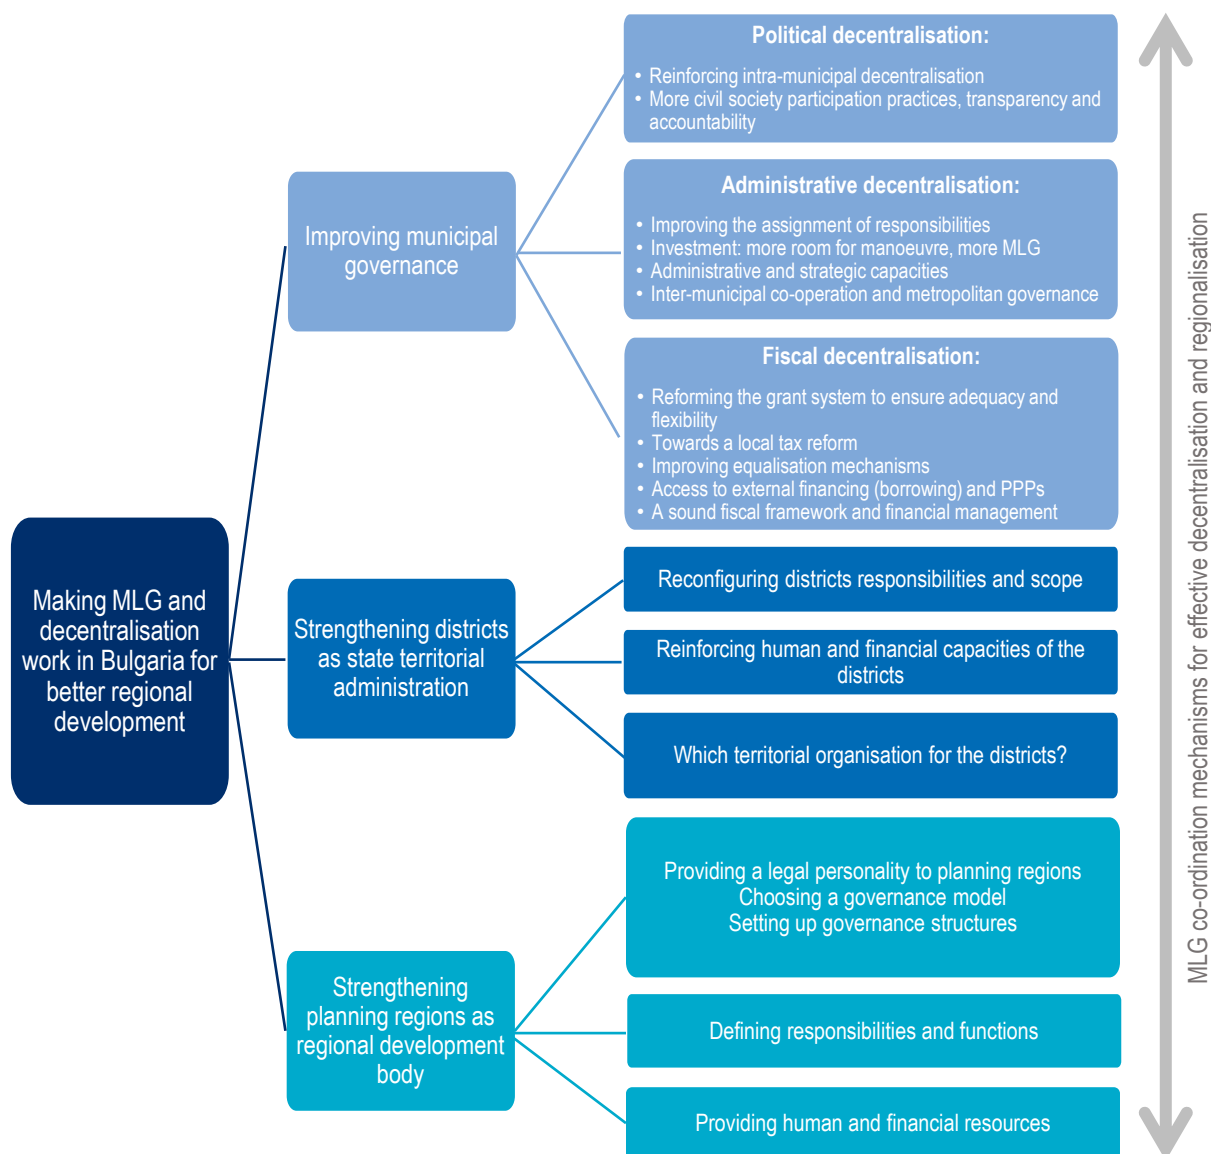 Making MLG and
decentralisation
work in Bulgaria for
better regional
development
Improving municipal
governance
Political decentralisation:
• Reinforcing intra-municipal decentralisation
• More civil society participation practices, transparency and
accountability
Administrative decentralisation:
• Improving the assignment of responsibilities
• Investment: more room for manoeuvre, more MLG
• Administrative and strategic capacities
• Inter-municipal co-operation and metropolitan governance
Fiscal decentralisation:
• Reforming the grant system to ensure adequacy and
flexibility
• Towards a local tax reform
• Improving equalisation mechanisms
• Access to external financing (borrowing) and PPPs
• A sound fiscal framework and financial management
Strengthening districts
as state territorial
administration
Reconfiguring districts responsibilities and scope
Reinforcing human and financial capacities of the
districts
Which territorial organisation for the districts?
Strengthening
planning regions as
regional development
body
Providing a legal personality to planning regions
Choosing a governance model
Setting up governance structures
Defining responsibilities and functions
Providing human and financial resources
MLG co-ordination mechanisms for effective decentralisation and regionalisation